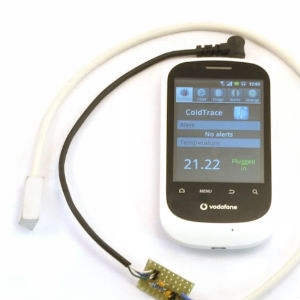 ColdTrace
Alert
No alerts
Temperature
21.22
Plugged
in
MENU
vodafone